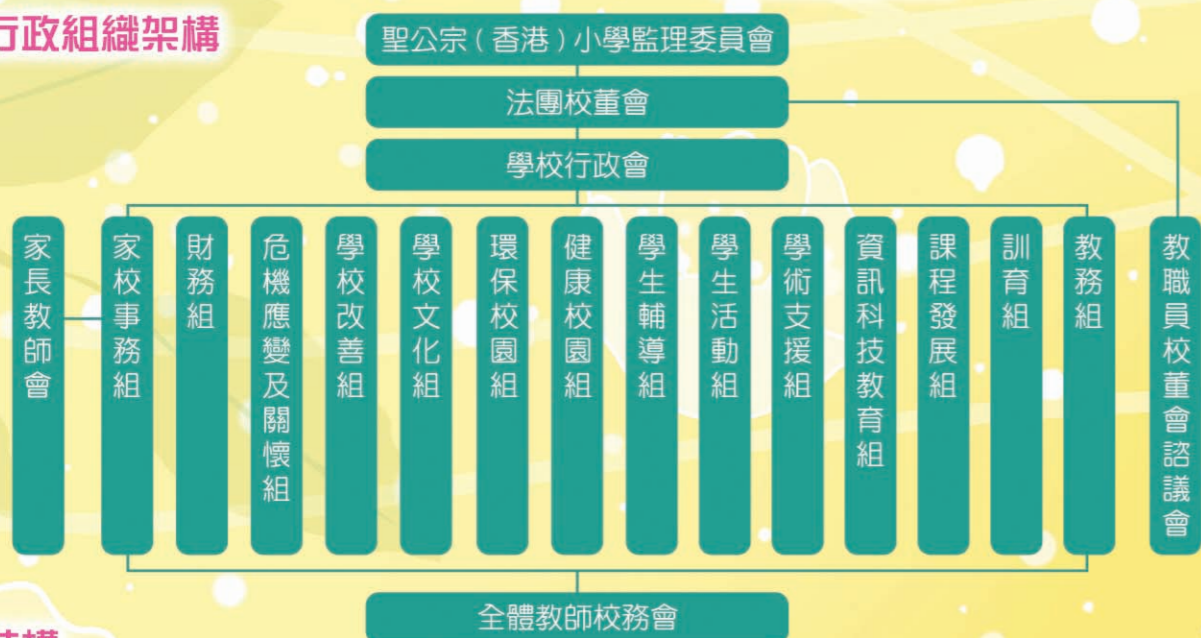 行政組織架構
聖公宗（香港）小學監理委員會
法團校董會
學校行政會
家長教師會
家校事務組
財務組
危機應變及關懷組
學校改善組
學校文化組
環保校園組
健康校園組
學生輔導組
學生活動組
學術支援組
資訊科技教育組
課程發展組
訓育組
教務組
教職員校董會諮議會
全體教師校務會